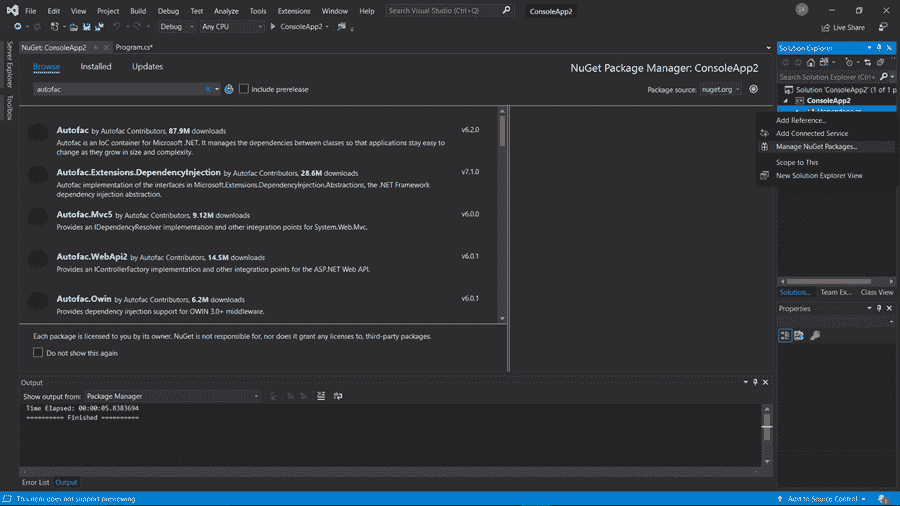 File Edit View Project Build Debug Test Analyze Tools Extensions Window Help Search Visual Studio (Ctrl+Q) ConsoleApp2
Debug Any CPU ConsoleApp2 Live Share
Server Explorer
Toolbox
NuGet: ConsoleApp2 Program.cs*
Browse Installed Updates
NuGet Package Manager: ConsoleApp2
autofac Include prerelease Package source: nuget.org
Autofac by Autofac Contributors, 87.9M downloads v6.2.0
Autofac is an IoC container for Microsoft .NET. It manages the dependencies between classes so that applications stay easy to
change as they grow in size and complexity.
Autofac.Extensions.DependencyInjection by Autofac Contributors, 28.6M downloads v7.1.0
Autofac implementation of the interfaces in Microsoft.Extensions.DependencyInjection.Abstractions, the .NET Framework
dependency injection abstraction.
Autofac.Mvc5 by Autofac Contributors, 9.12M downloads v6.0.0
Provides an IDependencyResolver implementation and other integration points for System.Web.Mvc.
Autofac.WebApi2 by Autofac Contributors, 14.5M downloads v6.0.1
Provides an IControllerFactory implementation and other integration points for the ASP.NET Web API.
Autofac.Owin by Autofac Contributors, 6.2M downloads v6.0.1
Provides dependency injection support for OWIN 3.0+ middleware.
Each package is licensed to you by its owner. NuGet is not responsible for, nor does it grant any licenses to, third-party packages.
Do not show this again
Output
Show output from: Package Manager
Time Elapsed: 00:00:05.8383694
========== Finished ==========
Error List Output
This item does not support previewing Add to Source Control
Solution Explorer
Search Solution Explorer (Ctrl+
Solution 'ConsoleApp2' (1 of 1 p
ConsoleApp2
Add Reference...
Add Connected Service
Manage NuGet Packages...
Scope to This
New Solution Explorer View
Solution... Team Ex... Class View
Properties